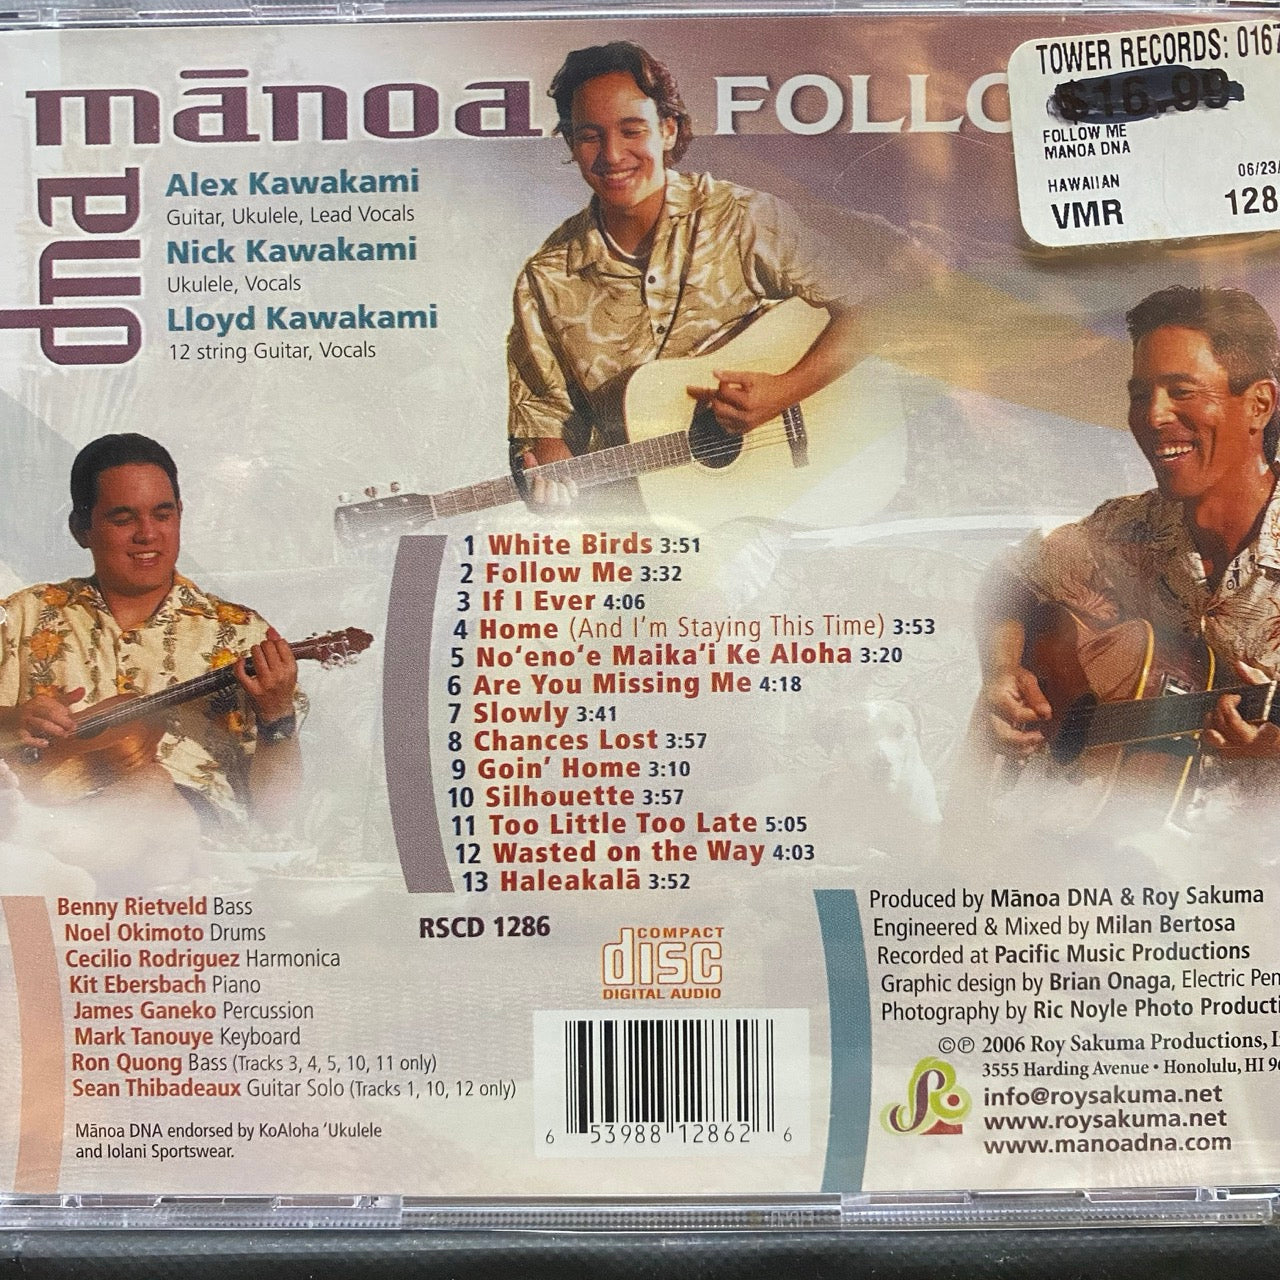 mānoa
dna
FOLLO
TOWER RECORDS: 0167
$16.99
FOLLOW ME
MANOA DNA
HAWAIIAN
06/23/
VMR
128
Alex Kawakami
Guitar, Ukulele, Lead Vocals
Nick Kawakami
Ukulele, Vocals
Lloyd Kawakami
12 string Guitar, Vocals
1 White Birds 3:51
2 Follow Me 3:32
3 If I Ever 4:06
4 Home (And I'm Staying This Time) 3:53
5 No‘eno‘e Maika‘i Ke Aloha 3:20
6 Are You Missing Me 4:18
7 Slowly 3:41
8 Chances Lost 3:57
9 Goin’ Home 3:10
10 Silhouette 3:57
11 Too Little Too Late 5:05
12 Wasted on the Way 4:03
13 Haleakalā 3:52
Benny Rietveld Bass
Noel Okimoto Drums
Cecilio Rodriguez Harmonica
Kit Ebersbach Piano
James Ganeko Percussion
Mark Tanouye Keyboard
Ron Quong Bass (Tracks 3, 4, 5, 10, 11 only)
Sean Thibadeaux Guitar Solo (Tracks 1, 10, 12 only)
Mānoa DNA endorsed by KoAloha ‘Ukulele
and Iolani Sportswear.
RSCD 1286
COMPACT
disc
DIGITAL AUDIO
6 53988 12862 6
Produced by Mānoa DNA & Roy Sakuma
Engineered & Mixed by Milan Bertosa
Recorded at Pacific Music Productions
Graphic design by Brian Onaga, Electric Pen
Photography by Ric Noyle Photo Producti
©℗ 2006 Roy Sakuma Productions, I
3555 Harding Avenue • Honolulu, HI 9
info@roysakuma.net
www.roysakuma.net
www.manoadna.com